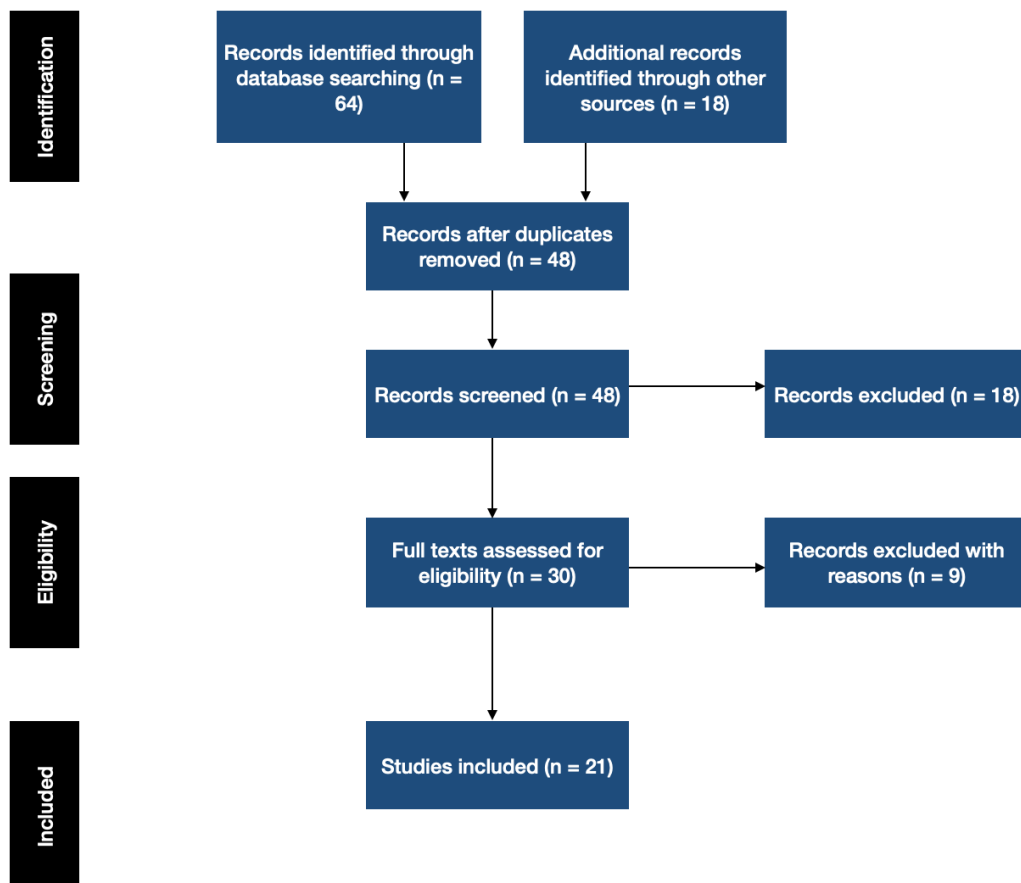 Identification
Records identified through
database searching (n =
64)
Additional records
identified through other
sources (n = 18)
Records after duplicates
removed (n = 48)
Screening
Records screened (n = 48)
Records excluded (n = 18)
Eligibility
Full texts assessed for
eligibility (n = 30)
Records excluded with
reasons (n = 9)
Included
Studies included (n = 21)